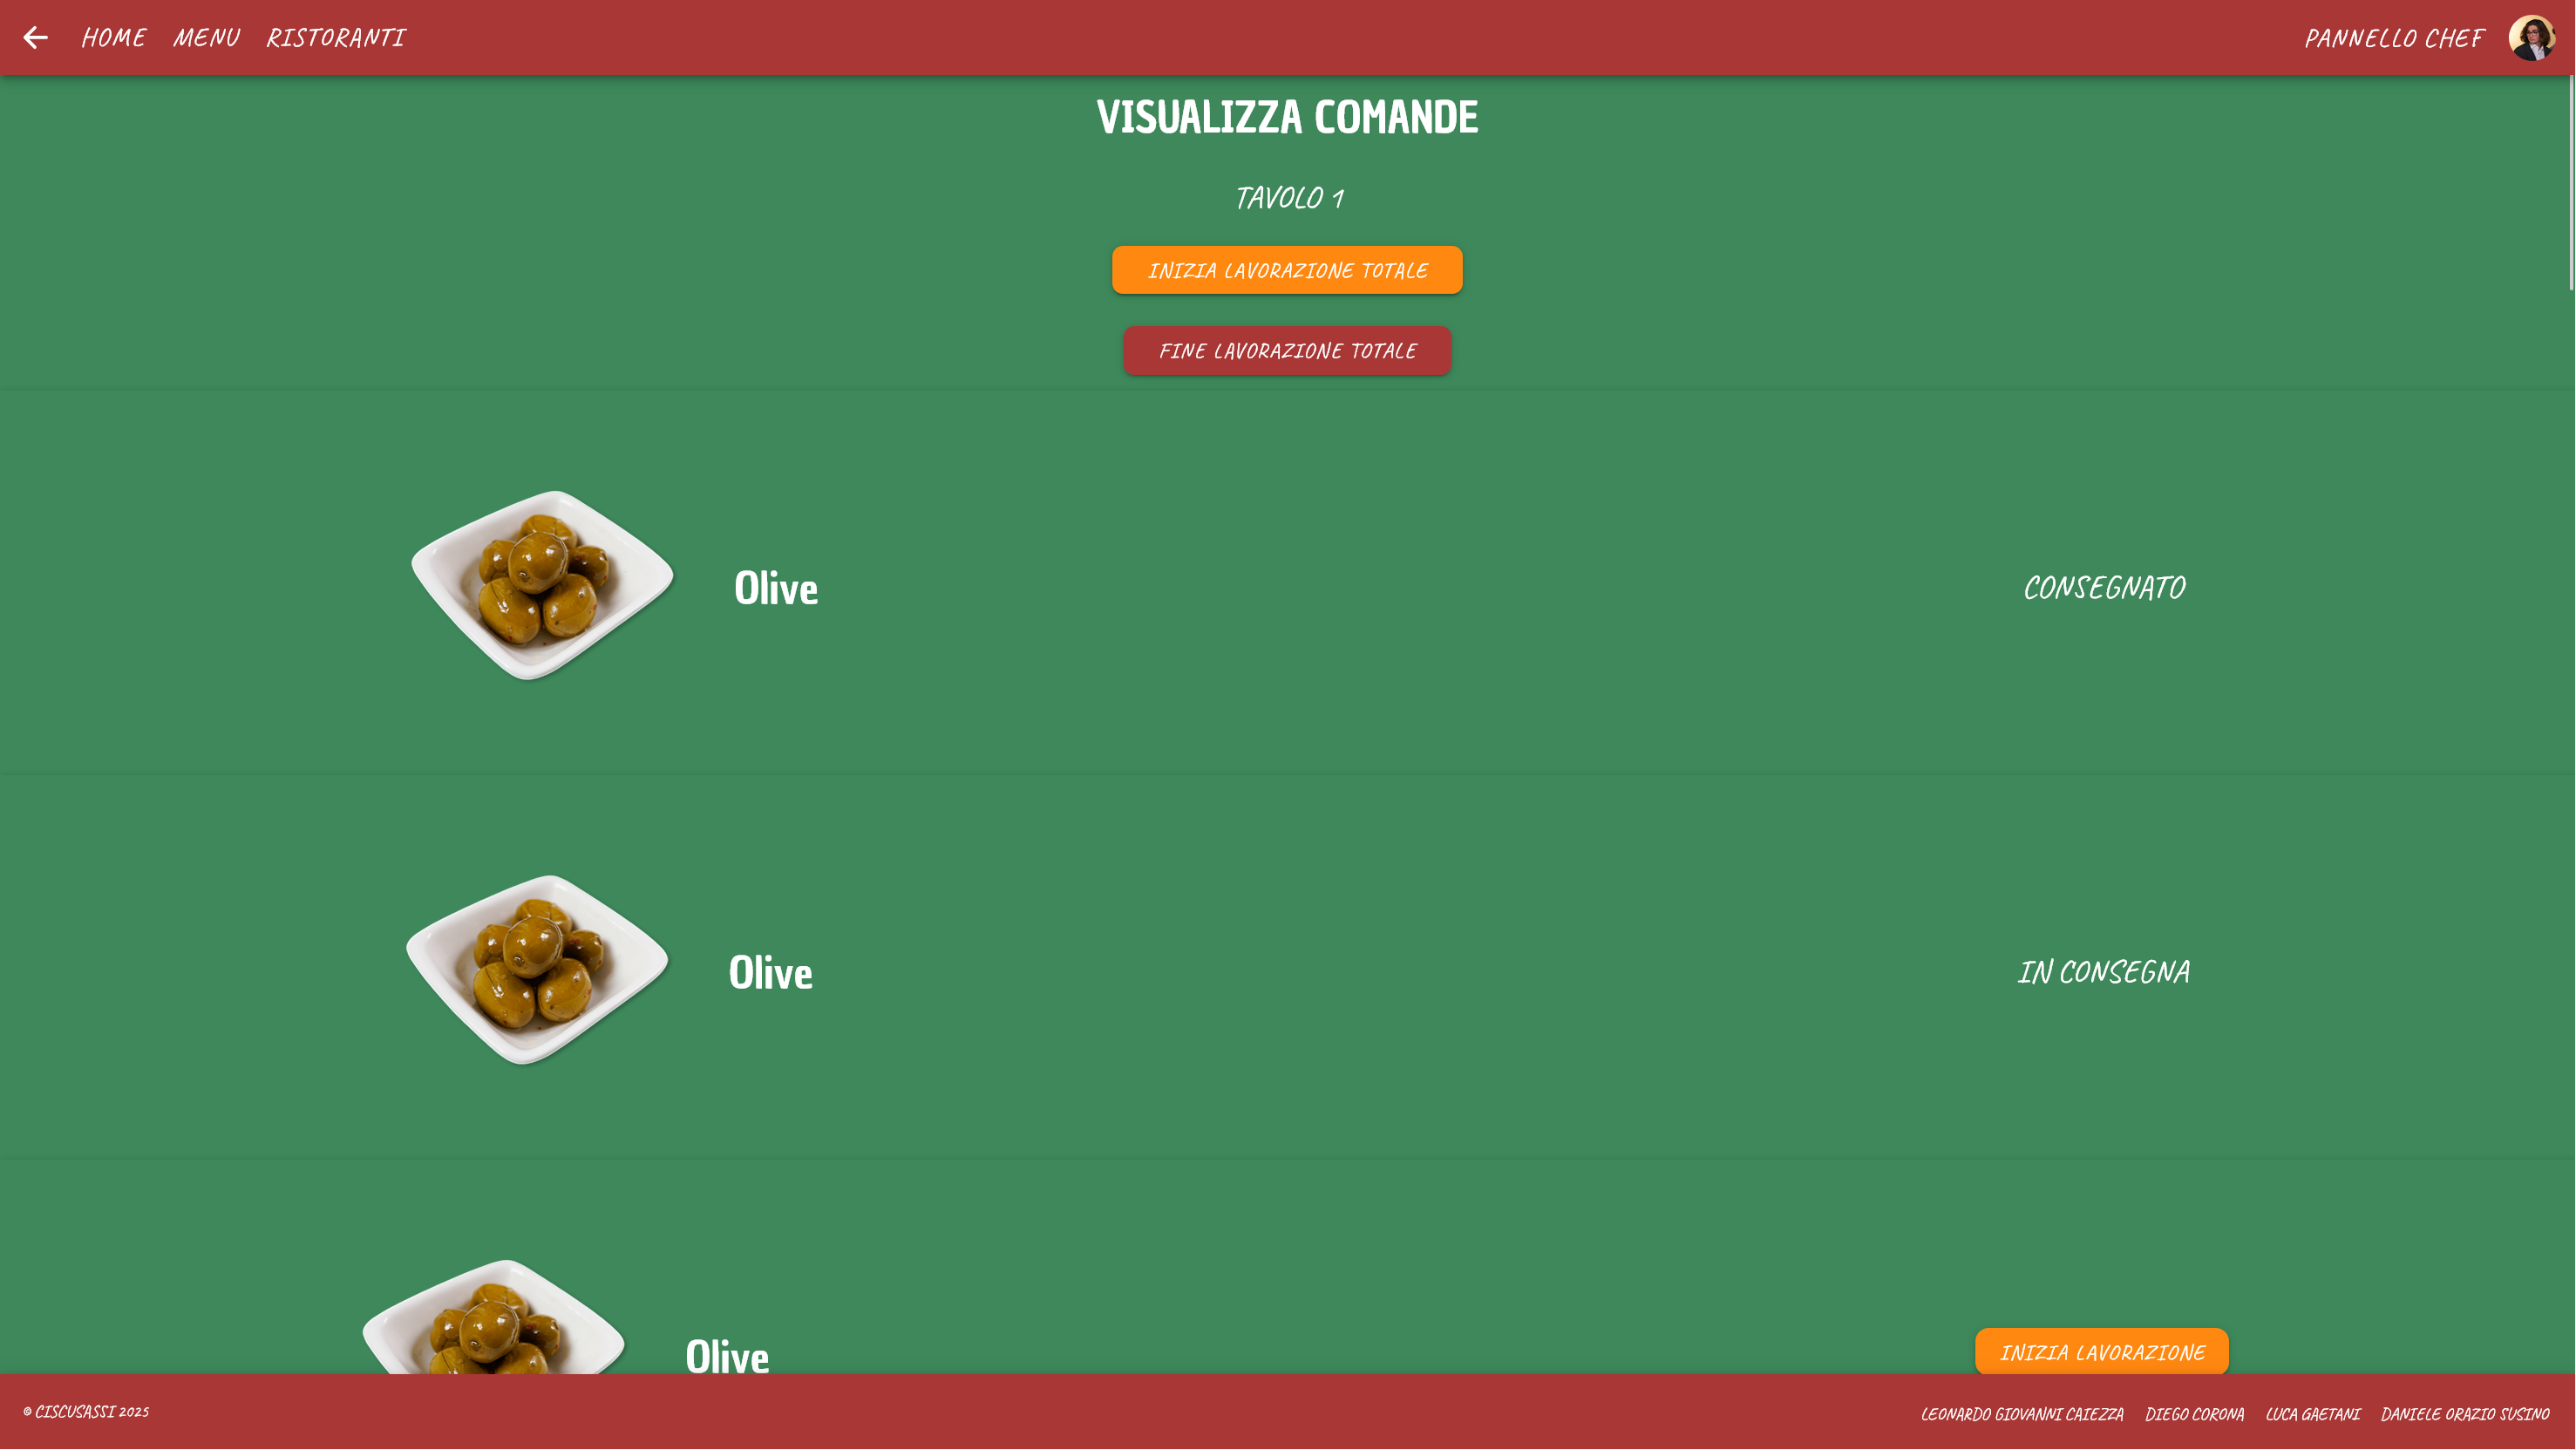 HOME MENU RISTORANTI PANNELLO CHEF
VISUALIZZA COMANDE
TAVOLO 1
INIZIA LAVORAZIONE TOTALE
FINE LAVORAZIONE TOTALE
Olive CONSEGNATO
Olive IN CONSEGNA
Olive INIZIA LAVORAZIONE
© CISCUSASSI 2025 LEONARDO GIOVANNI CAIEZZA DIEGO CORONA LUCA GAETANI DANIELE ORAZIO SUSINO